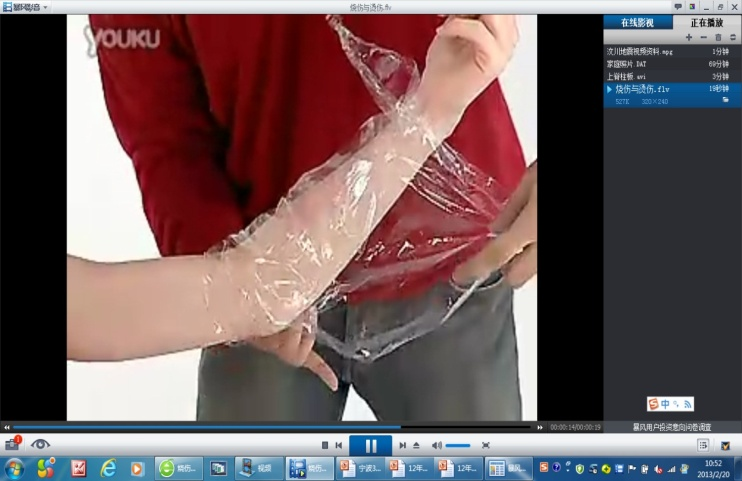 暴风影音
烧伤与烫伤.flv
YOUKU
在线影视
正在播放
汶川地震视频资料.mpg 1分钟
家庭照片.DAT 69分钟
上脊柱板.avi 3分钟
烧伤与烫伤.flv 19秒钟
527K 320×240
中
00:00:14/00:00:19
暴风用户投资意向问卷调查
1
烧伤...
视频
烧伤...
宁波3...
12年...
12年...
暴风...
10:52
2013/2/20